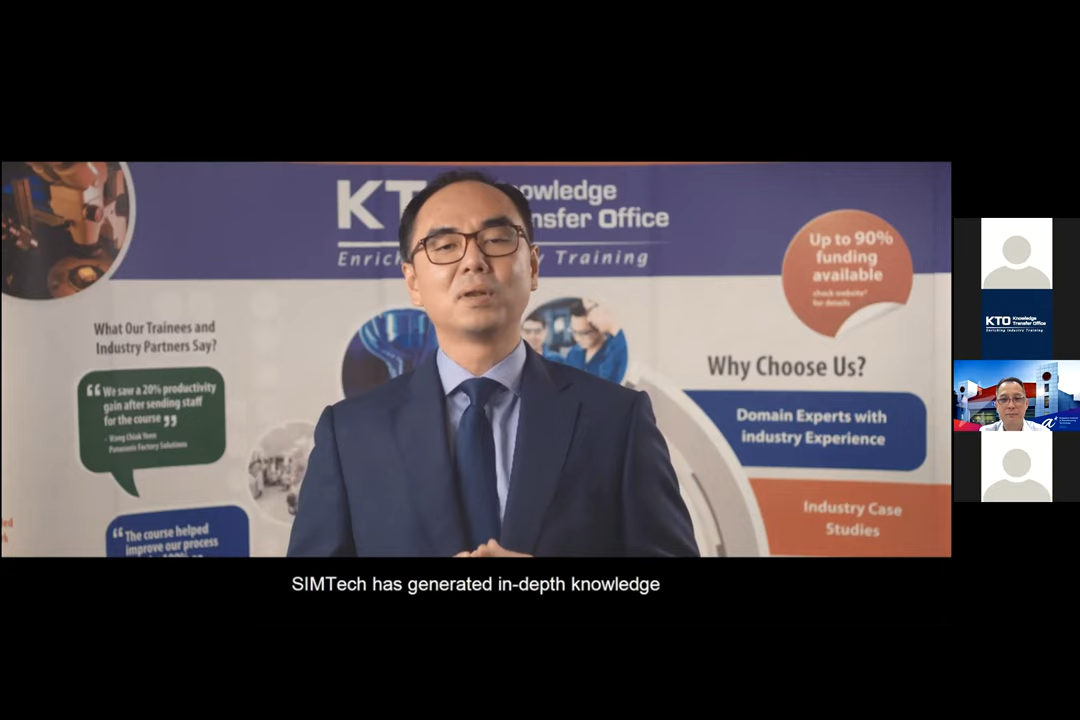 KT
owledge
nsfer Office
Enrich
y Training
Up to 90%
funding
available
check website*
for details
What Our Trainees and
Industry Partners Say?
“ We saw a 20% productivity
gain after sending staff
for the course ”
Panasonic Factory Solutions
“ The course helped
improve our process
Why Choose Us?
Domain Experts with
industry Experience
Industry Case
Studies
SIMTech has generated in-depth knowledge
KTO Knowledge
Transfer Office
Enriching Industry Training